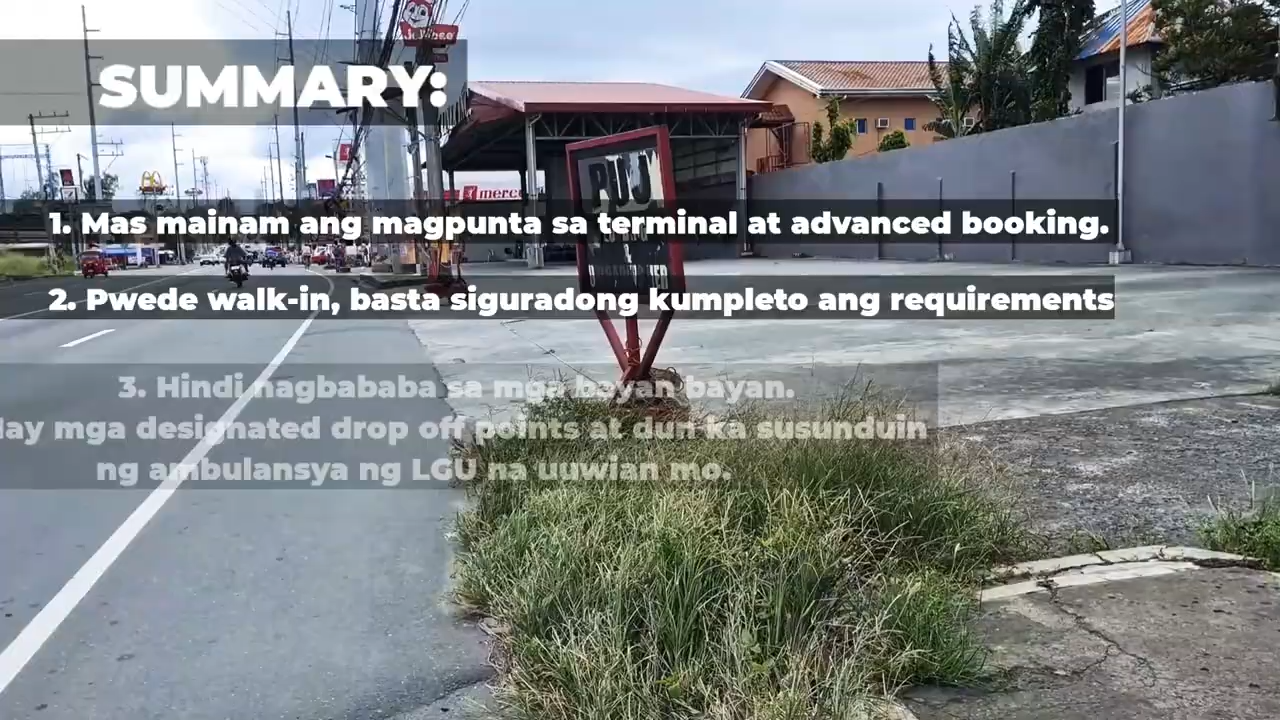 SUMMARY:
1. Mas mainam ang magpunta sa terminal at advanced booking.
2. Pwede walk-in, basta siguradong kumpleto ang requirements
3. Hindi nagbababa sa mga bayan bayan.
May mga designated drop off points at dun ka susunduin
ng ambulansya ng LGU na uuwian mo.
Jollibee
merc
PUJ